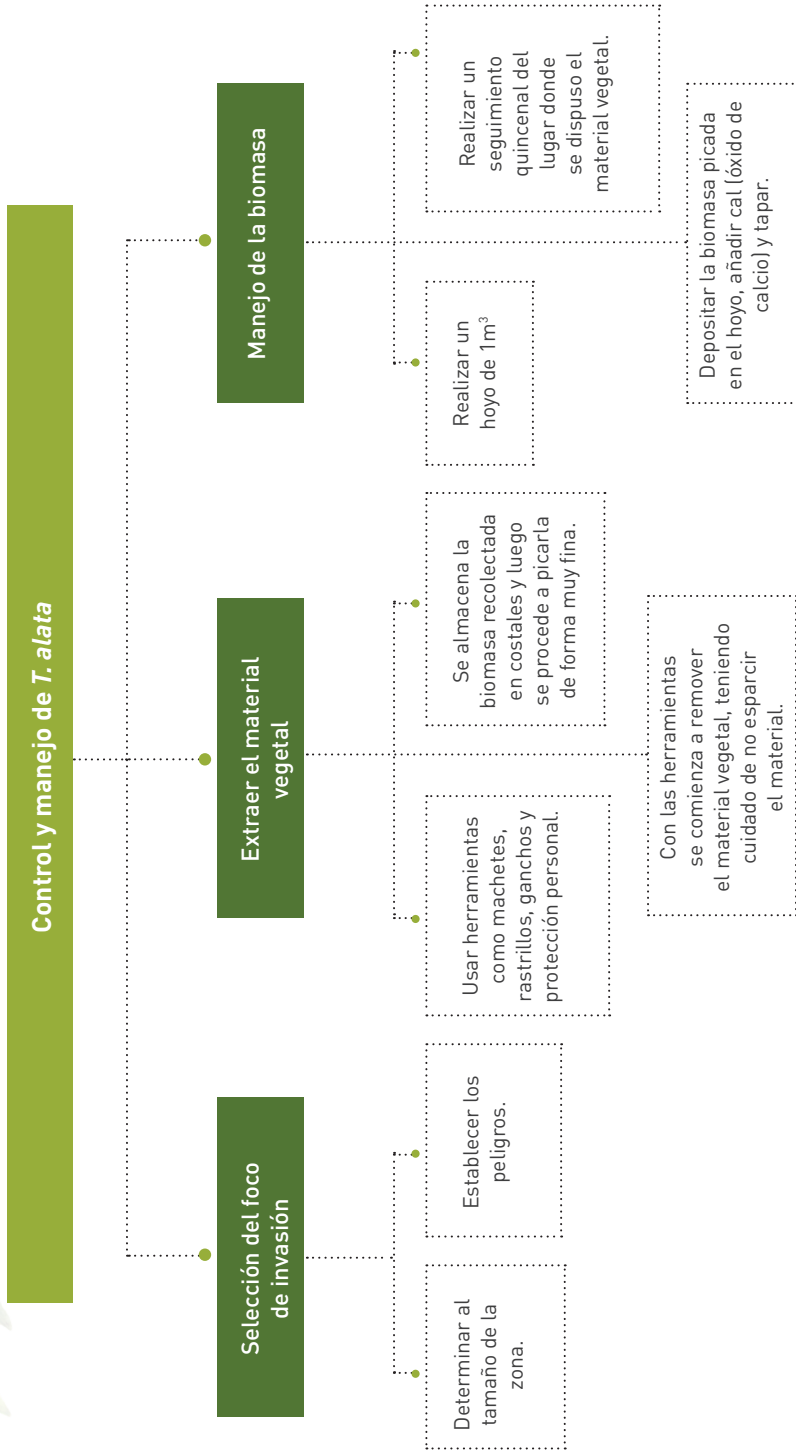 Control y manejo de T. alata
Selección del foco
de invasión
Determinar al
tamaño de la
zona.
Establecer los
peligros.
Extraer el material
vegetal
Usar herramientas
como machetes,
rastrillos, ganchos y
protección personal.
Con las herramientas
se comienza a remover
el material vegetal, teniendo
cuidado de no esparcir
el material.
Se almacena la
biomasa recolectada
en costales y luego
se procede a picarla
de forma muy fina.
Manejo de la biomasa
Realizar un
hoyo de 1m³
Depositar la biomasa picada
en el hoyo, añadir cal (óxido de
calcio) y tapar.
Realizar un
seguimiento
quincenal del
lugar donde
se dispuso el
material vegetal.